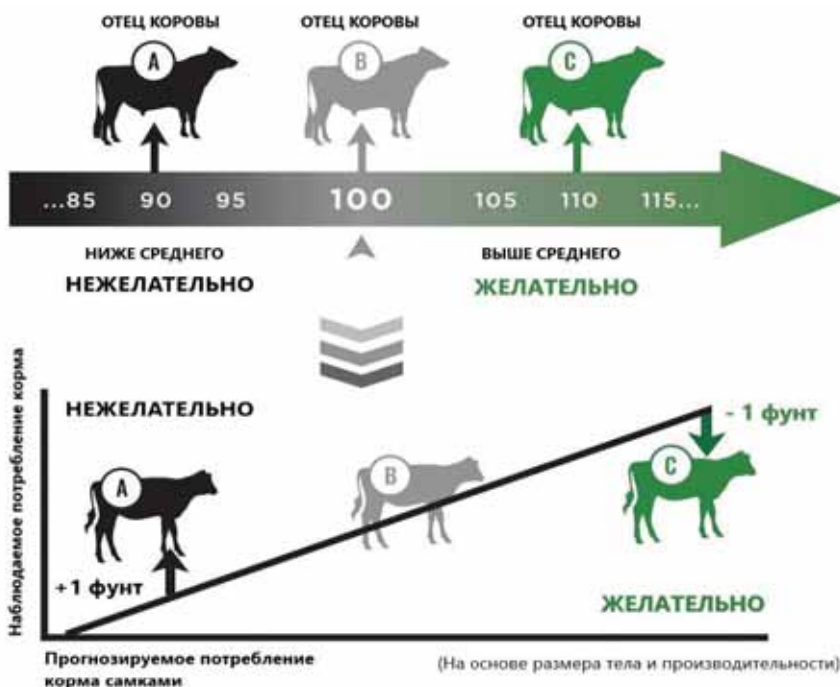 ОТЕЦ КОРОВЫ ОТЕЦ КОРОВЫ ОТЕЦ КОРОВЫ
A B C
...85 90 95 100 105 110 115...
НИЖЕ СРЕДНЕГО ВЫШЕ СРЕДНЕГО
НЕЖЕЛАТЕЛЬНО ЖЕЛАТЕЛЬНО
Наблюдаемое потребление корма
НЕЖЕЛАТЕЛЬНО
- 1 фунт
A B C
+1 фунт
ЖЕЛАТЕЛЬНО
Прогнозируемое потребление
корма самками
(На основе размера тела и производительности)